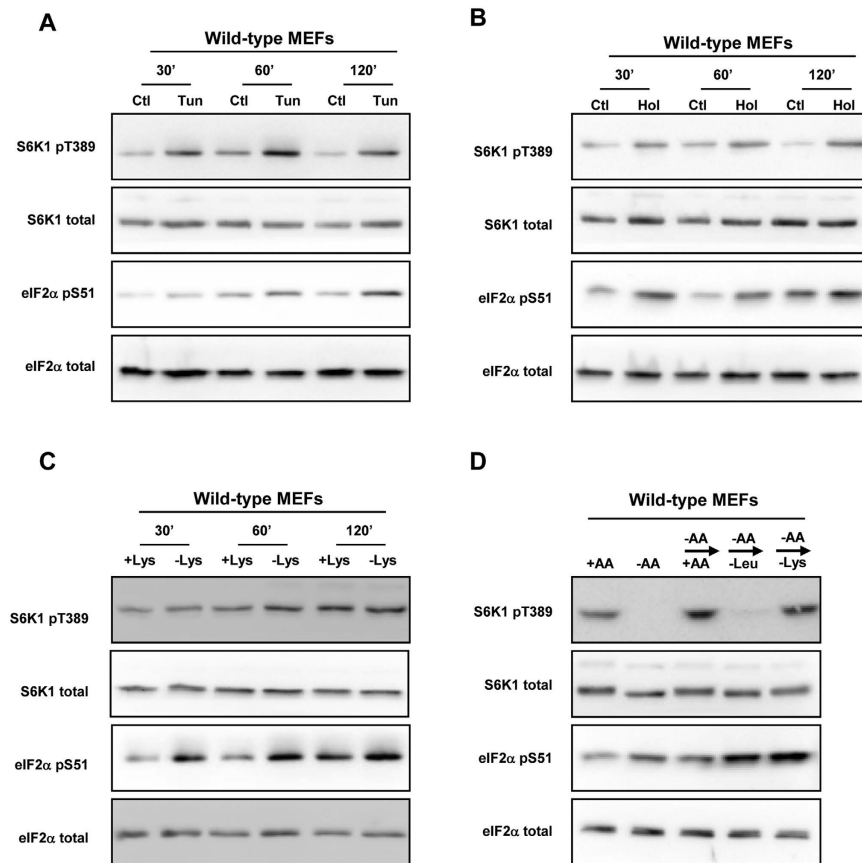 A
Wild-type MEFs
30’ 60’ 120’
Ctl Tun Ctl Tun Ctl Tun
S6K1 pT389
S6K1 total
eIF2α pS51
eIF2α total
B
Wild-type MEFs
30’ 60’ 120’
Ctl Hol Ctl Hol Ctl Hol
S6K1 pT389
S6K1 total
eIF2α pS51
eIF2α total
C
Wild-type MEFs
30’ 60’ 120’
+Lys -Lys +Lys -Lys +Lys -Lys
S6K1 pT389
S6K1 total
eIF2α pS51
eIF2α total
D
Wild-type MEFs
-AA -AA -AA
+AA -AA +AA -Leu -Lys
S6K1 pT389
S6K1 total
eIF2α pS51
eIF2α total